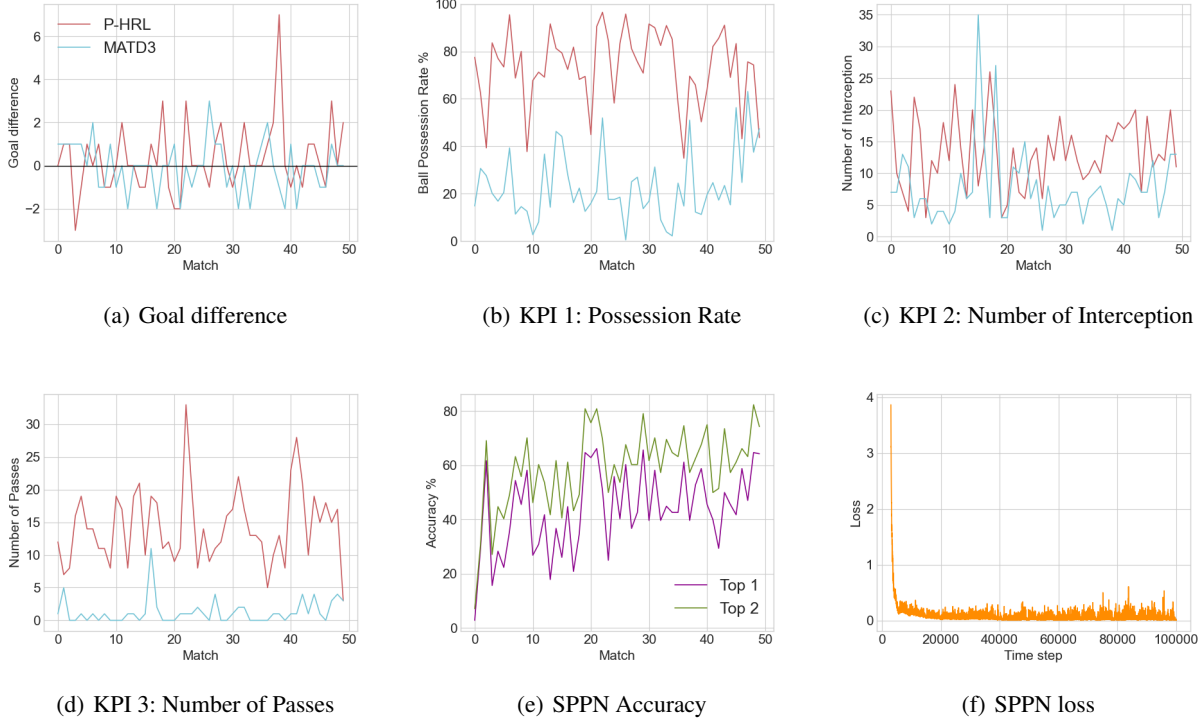 P-HRL
MATD3
6
4
2
0
−2
Goal difference
0 10 20 30 40 50
Match
(a) Goal difference
100
80
60
40
20
0
Ball Possession Rate %
0 10 20 30 40 50
Match
(b) KPI 1: Possession Rate
35
30
25
20
15
10
5
0
Number of Interception
0 10 20 30 40 50
Match
(c) KPI 2: Number of Interception
30
25
20
15
10
5
0
Number of Passes
0 10 20 30 40 50
Match
(d) KPI 3: Number of Passes
80
60
40
20
0
Accuracy %
Top 1
Top 2
0 10 20 30 40 50
Match
(e) SPPN Accuracy
4
3
2
1
0
Loss
0 20000 40000 60000 80000 100000
Time step
(f) SPPN loss